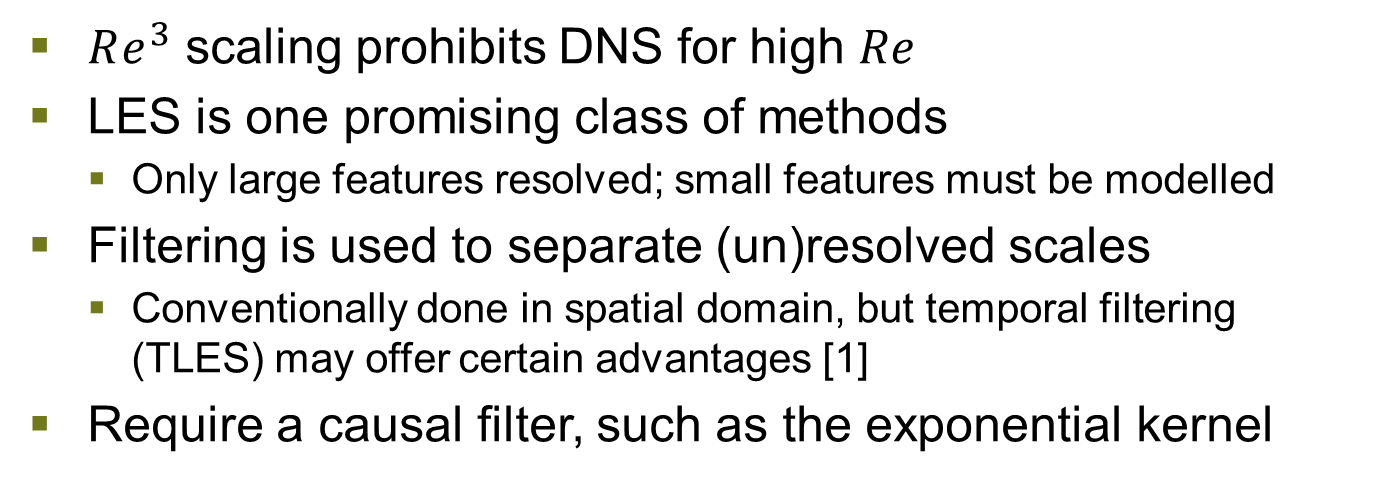 ▪ 𝑅𝑒³ scaling prohibits DNS for high 𝑅𝑒
▪ LES is one promising class of methods
▪ Only large features resolved; small features must be modelled
▪ Filtering is used to separate (un)resolved scales
▪ Conventionally done in spatial domain, but temporal filtering
(TLES) may offer certain advantages [1]
▪ Require a causal filter, such as the exponential kernel